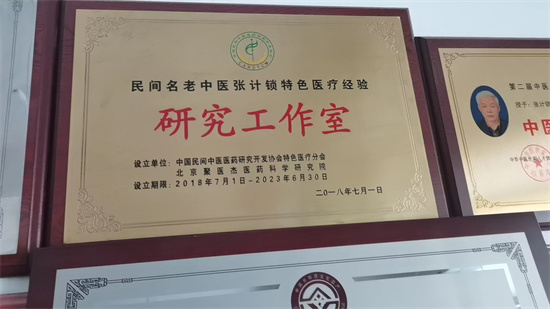 民间名老中医张计锁特色医疗经验
研究工作室
设立单位：中国民间中医医药研究开发协会特色医疗分会
北京聚医杰医药科学研究院
设立期限：2018年7月1日-2023年6月30日
二〇一八年七月一日
第二届中医
授予：张计锁
中医